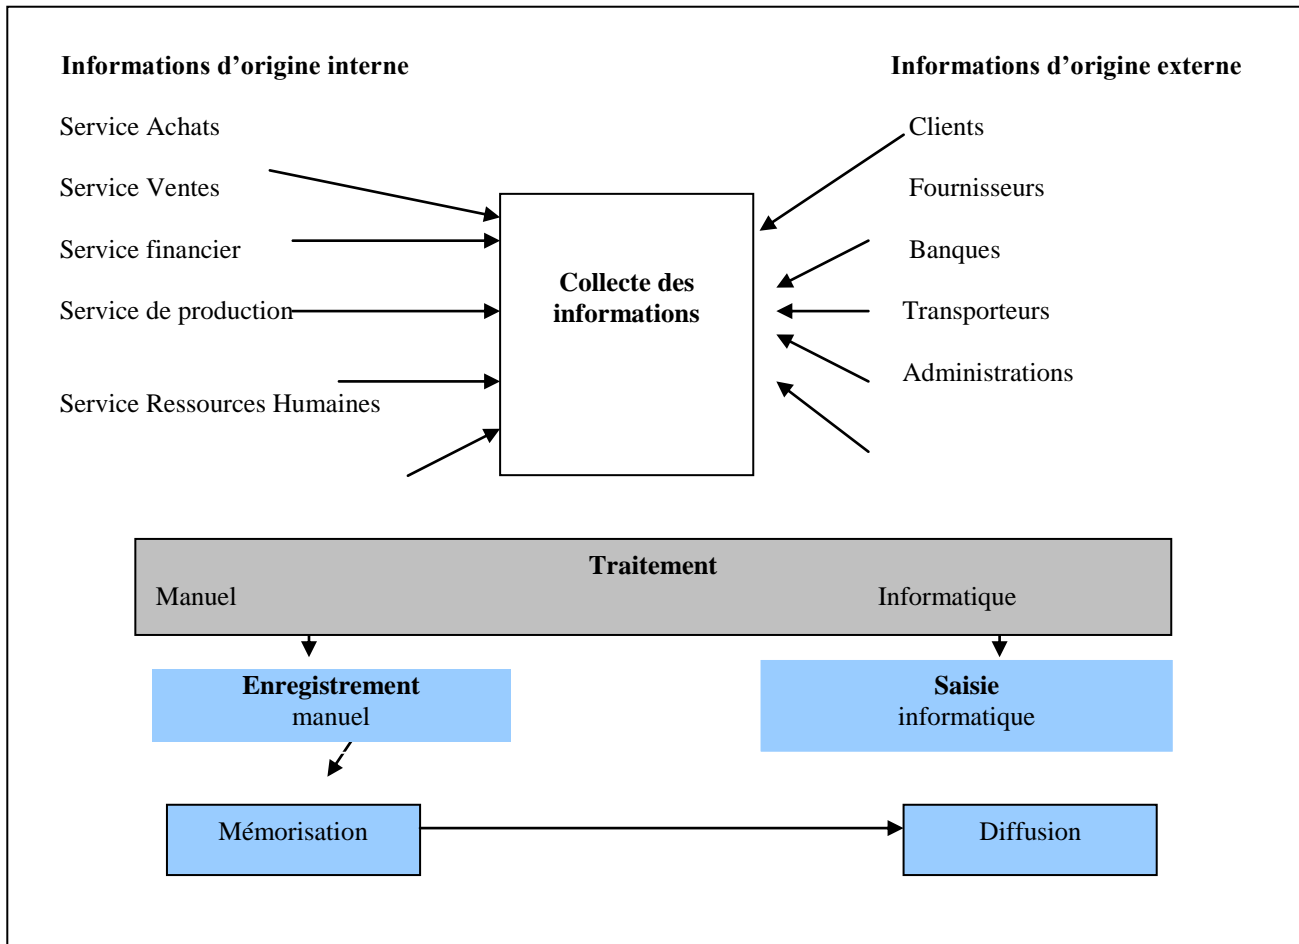 Informations d’origine interne
Informations d’origine externe
Service Achats
Clients
Service Ventes
Fournisseurs
Service financier
Banques
Collecte des
informations
Service de production
Transporteurs
Administrations
Service Ressources Humaines
Traitement
Manuel
Informatique
Enregistrement
manuel
Saisie
informatique
Mémorisation
Diffusion